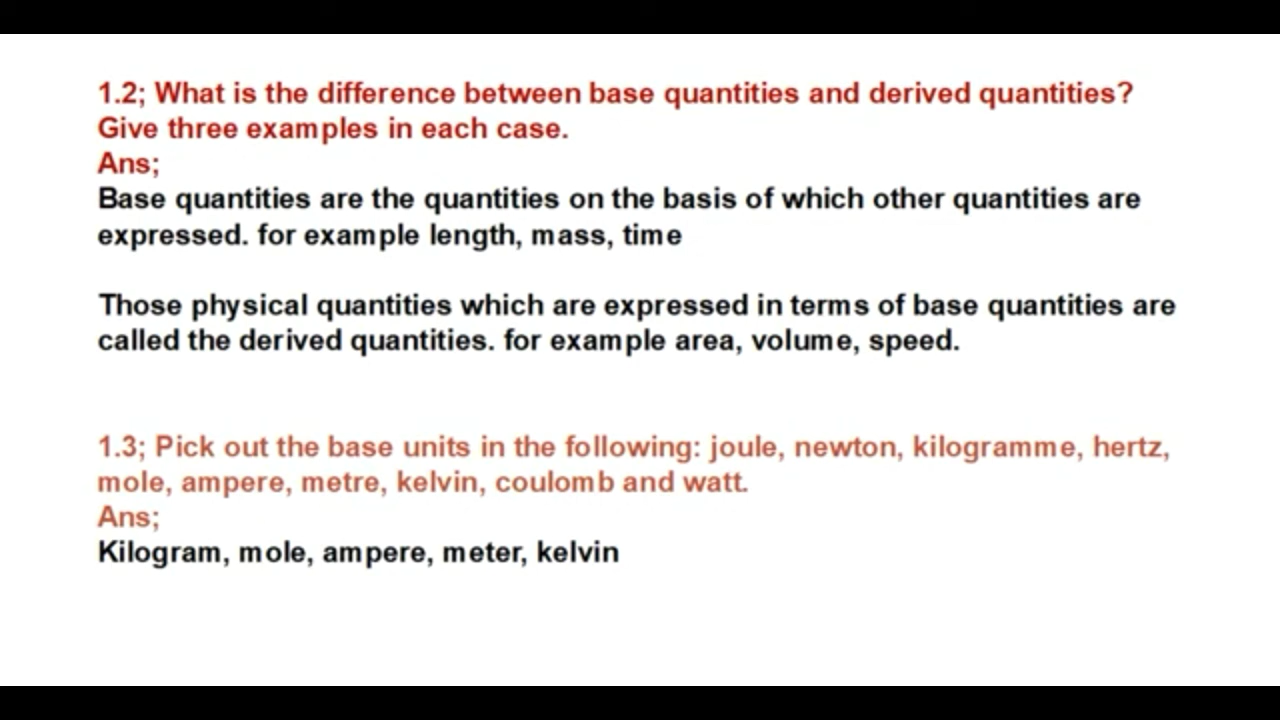 1.2; What is the difference between base quantities and derived quantities?
Give three examples in each case.
Ans;
Base quantities are the quantities on the basis of which other quantities are
expressed. for example length, mass, time
Those physical quantities which are expressed in terms of base quantities are
called the derived quantities. for example area, volume, speed.
1.3; Pick out the base units in the following: joule, newton, kilogramme, hertz,
mole, ampere, metre, kelvin, coulomb and watt.
Ans;
Kilogram, mole, ampere, meter, kelvin